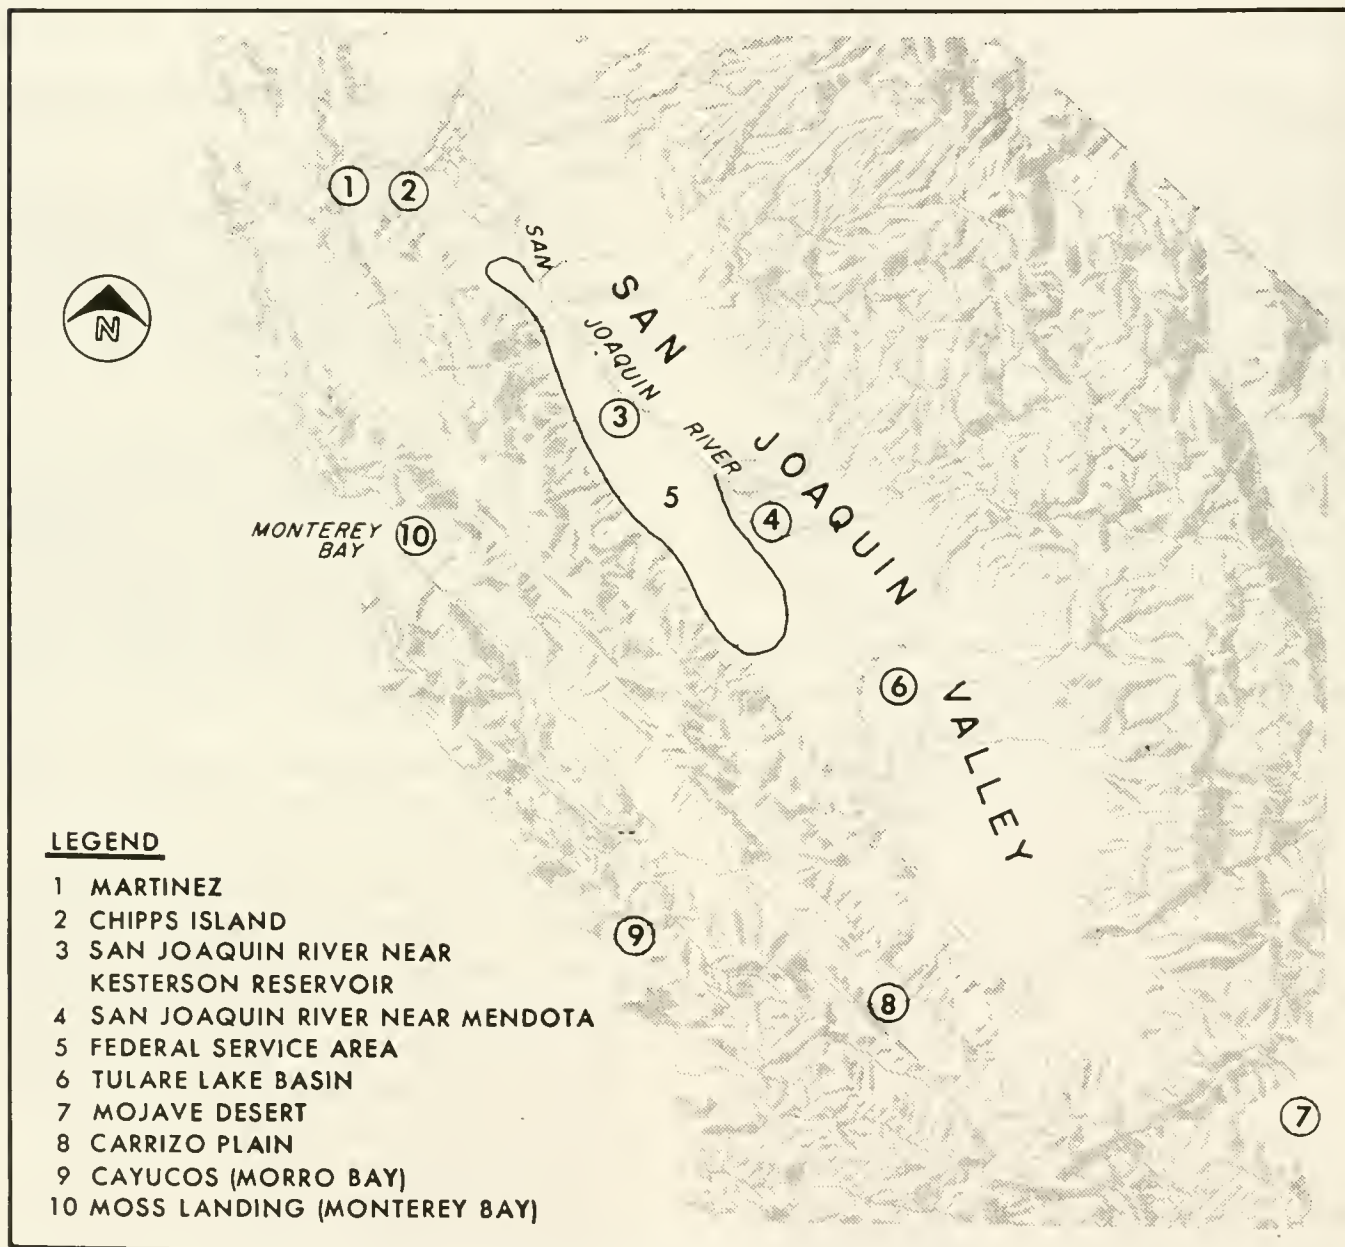 1
2
SAN
N
SAN
JOAQUIN
3
RIVER
JOAQUIN
5
4
MONTEREY
BAY
10
6
VALLEY
9
8
7
LEGEND
1 MARTINEZ
2 CHIPPS ISLAND
3 SAN JOAQUIN RIVER NEAR
KESTERSON RESERVOIR
4 SAN JOAQUIN RIVER NEAR MENDOTA
5 FEDERAL SERVICE AREA
6 TULARE LAKE BASIN
7 MOJAVE DESERT
8 CARRIZO PLAIN
9 CAYUCOS (MORRO BAY)
10 MOSS LANDING (MONTEREY BAY)